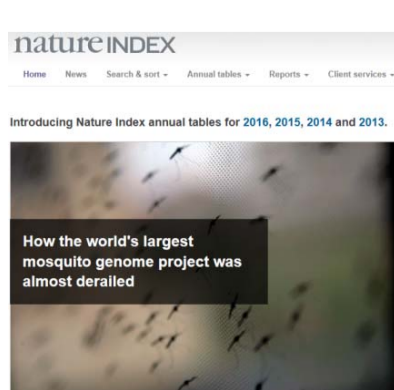 nature INDEX
Home News Search & sort Annual tables Reports Client services
Introducing Nature Index annual tables for 2016, 2015, 2014 and 2013.
How the world's largest
mosquito genome project was
almost derailed